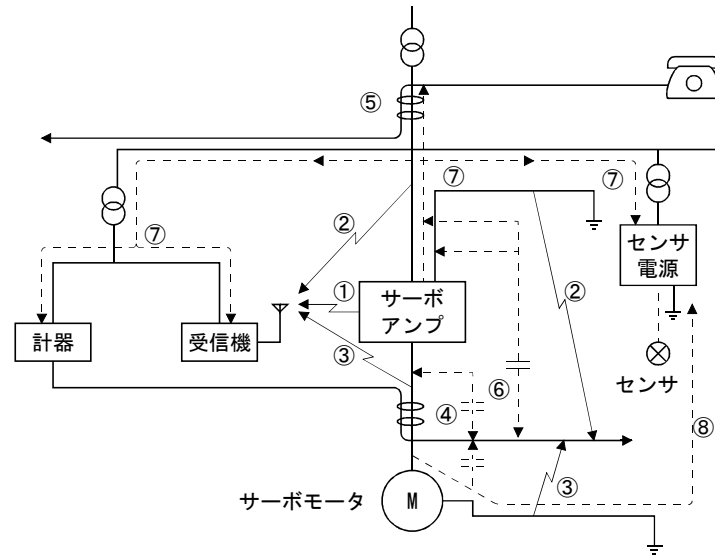 ⑤
⑦
⑦
②
⑦
センサ
電源
①
サーボ
アンプ
②
計器
受信機
③
センサ
⑥
④
⑧
③
サーボモータ
M